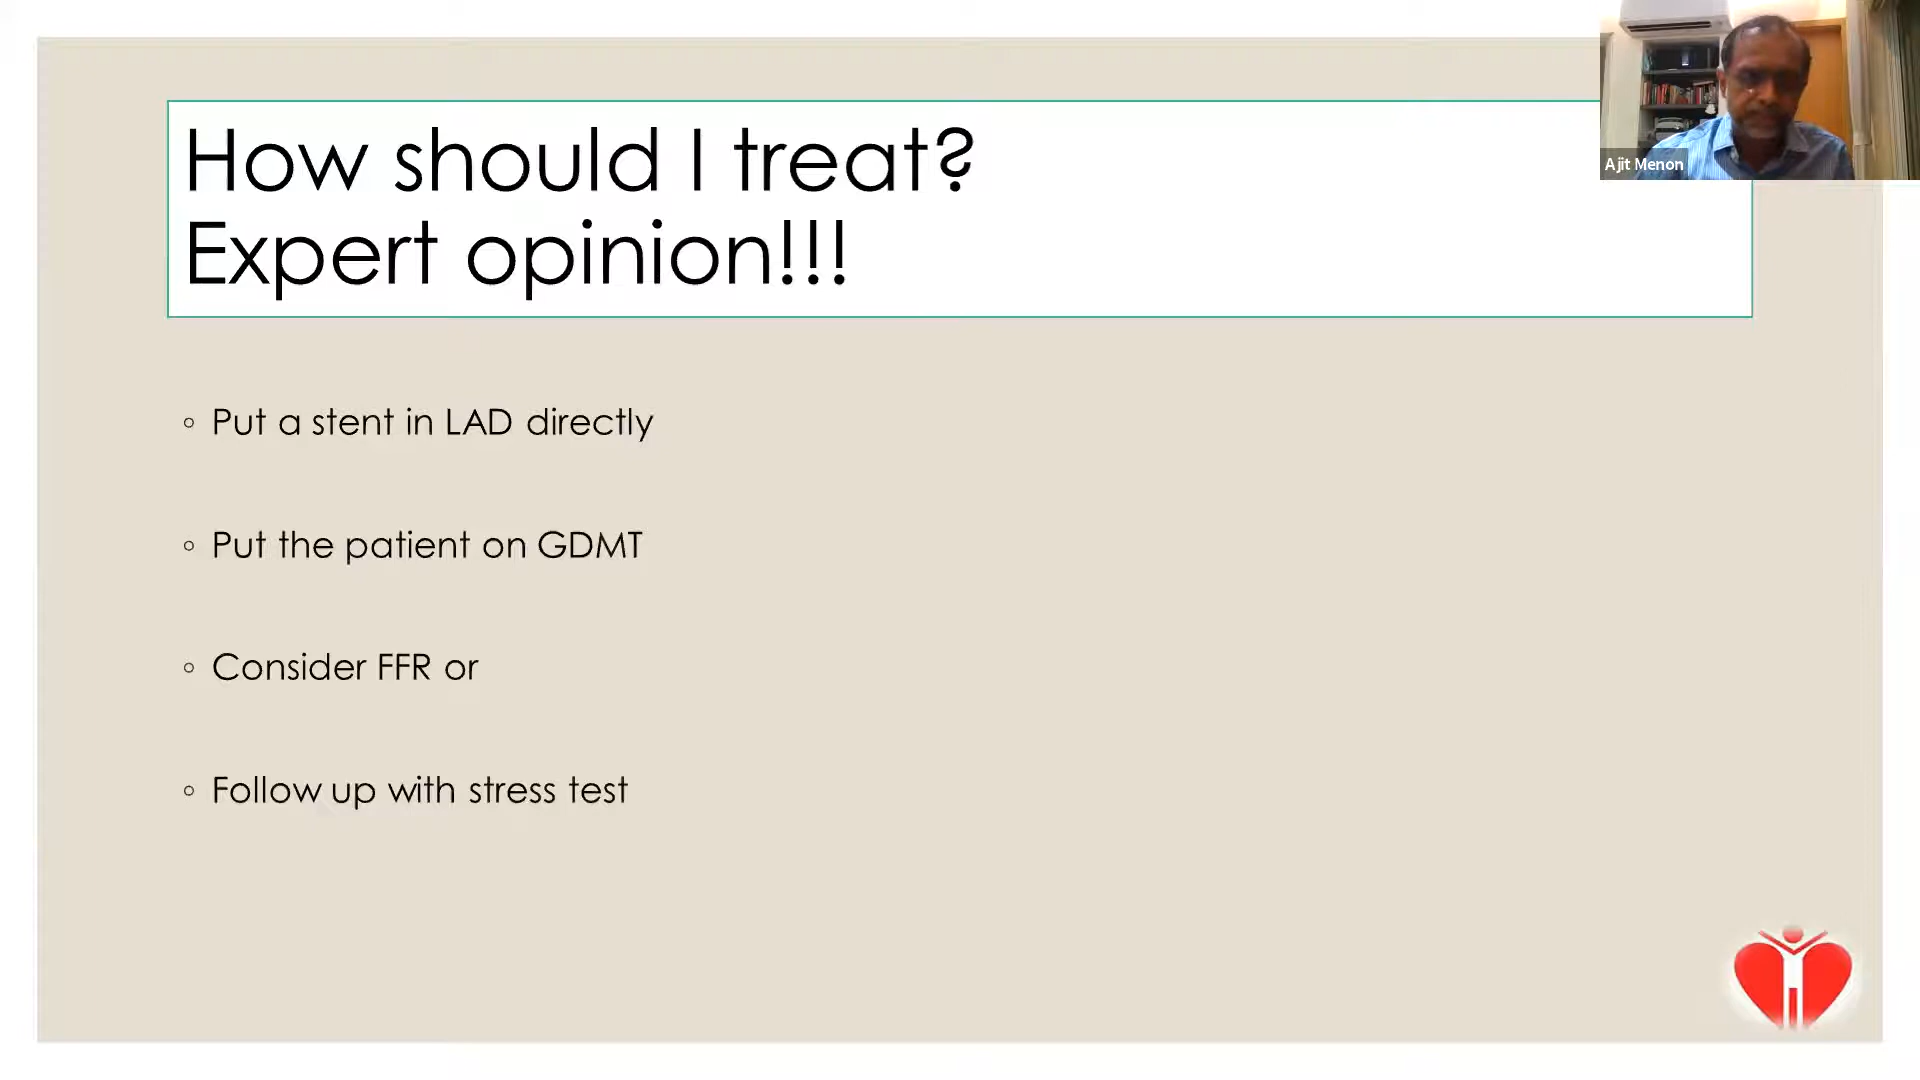 How should I treat?
Expert opinion!!!
Ajit Menon
◦ Put a stent in LAD directly
◦ Put the patient on GDMT
◦ Consider FFR or
◦ Follow up with stress test